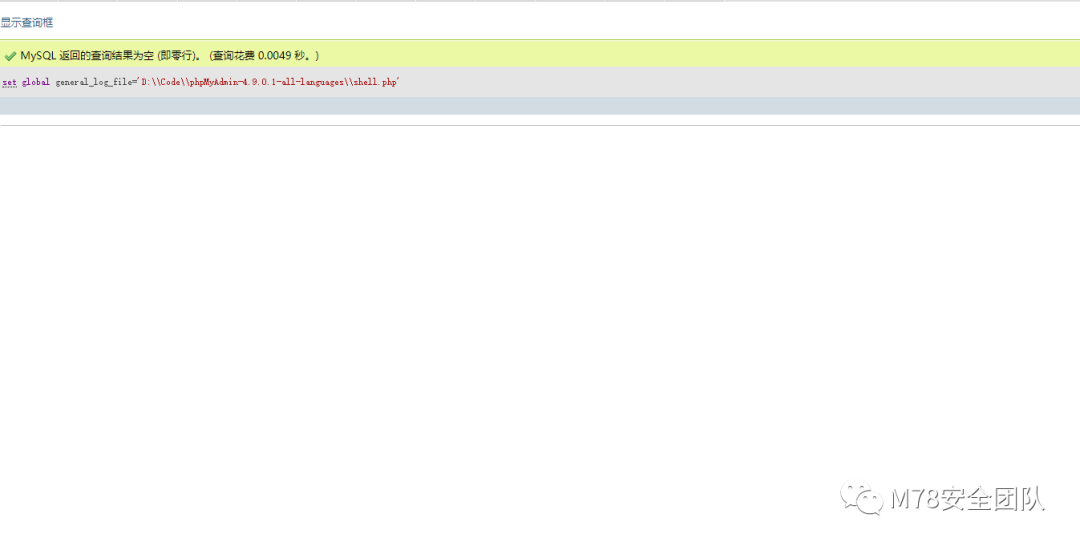 显示查询框
MySQL 返回的查询结果为空 (即零行)。 (查询花费 0.0049 秒。)
set global general_log_file='D:\\Code\\phpMyAdmin-4.9.0.1-all-languages\\shell.php'
M78安全团队